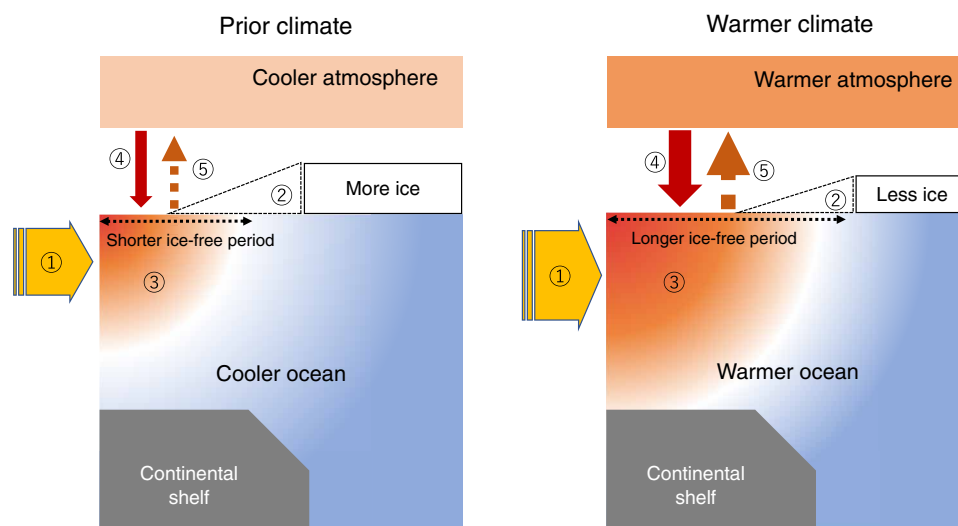 Prior climate
Cooler atmosphere
④
⑤
②
More ice
Shorter ice-free period
①
③
Cooler ocean
Continental
shelf
Warmer climate
Warmer atmosphere
④
⑤
②
Less ice
Longer ice-free period
①
③
Warmer ocean
Continental
shelf